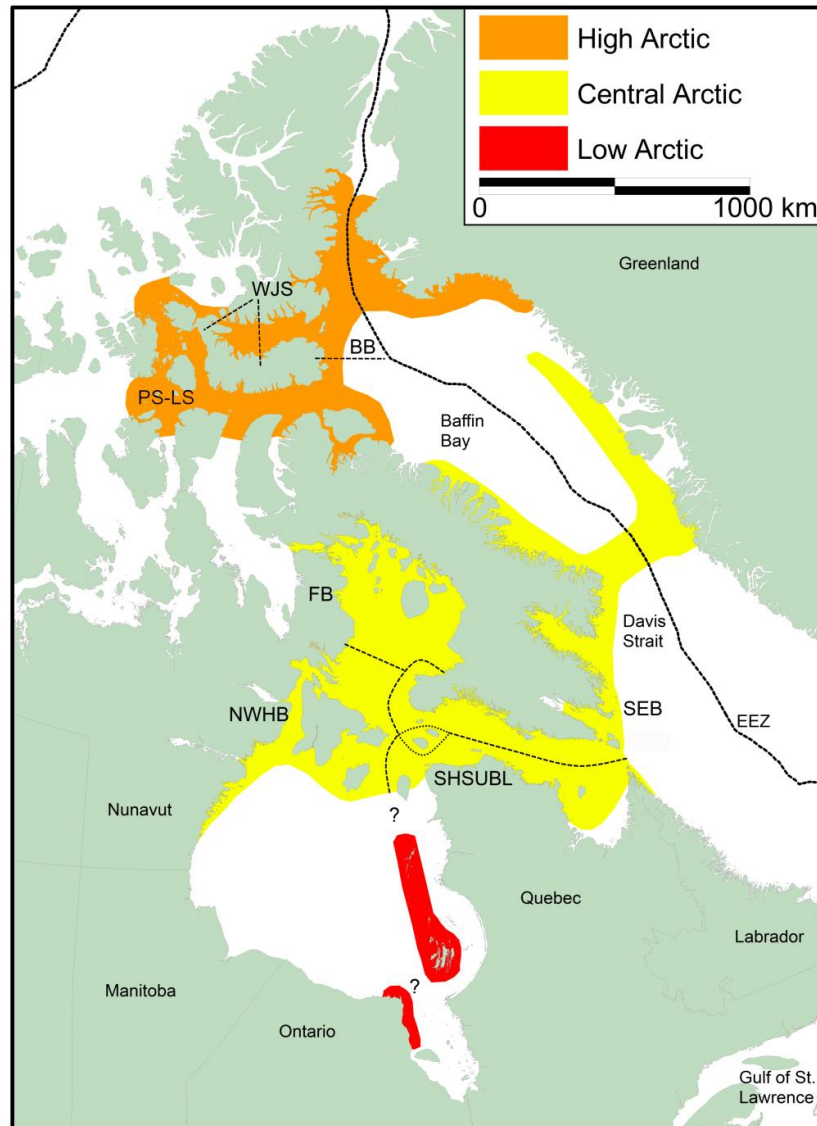 High Arctic
Central Arctic
Low Arctic
0 1000 km
Greenland
WJS
BB
PS-LS
Baffin
Bay
FB
Davis
Strait
NWHB
SEB
EEZ
SHSUBL
Nunavut
?
Quebec
Labrador
?
Manitoba
Ontario
Gulf of St.
Lawrence